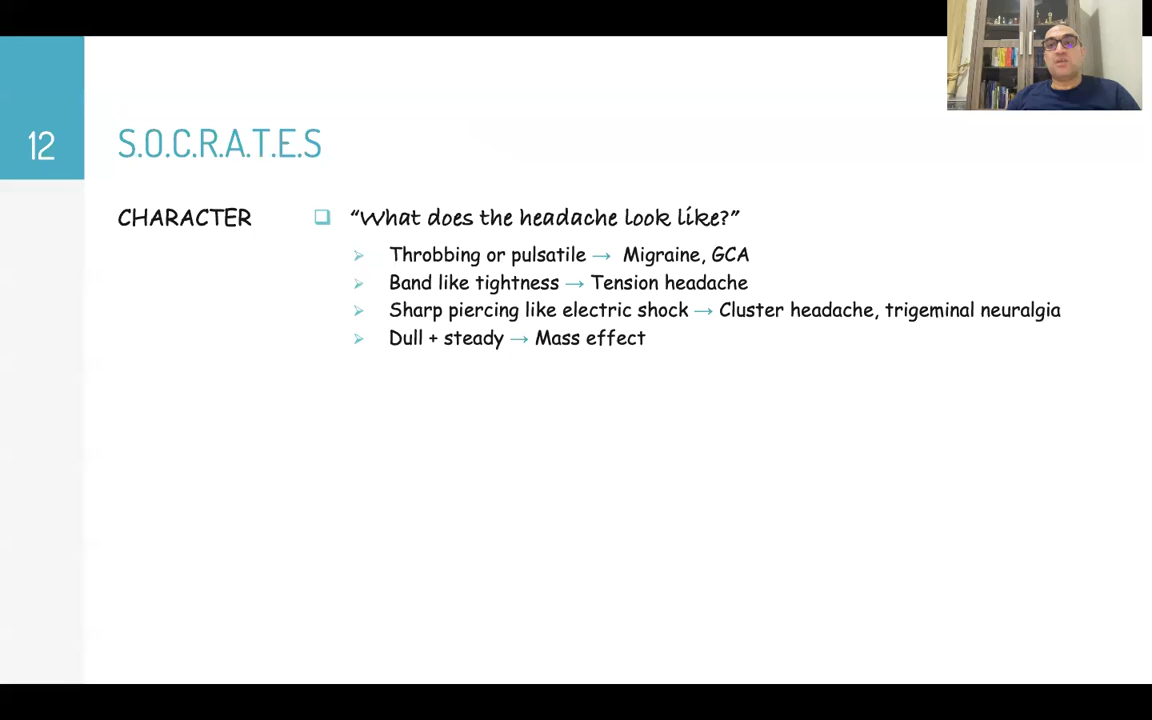 12
S.O.C.R.A.T.E.S
CHARACTER
“What does the headache look like?”
Throbbing or pulsatile → Migraine, GCA
Band like tightness → Tension headache
Sharp piercing like electric shock → Cluster headache, trigeminal neuralgia
Dull + steady → Mass effect